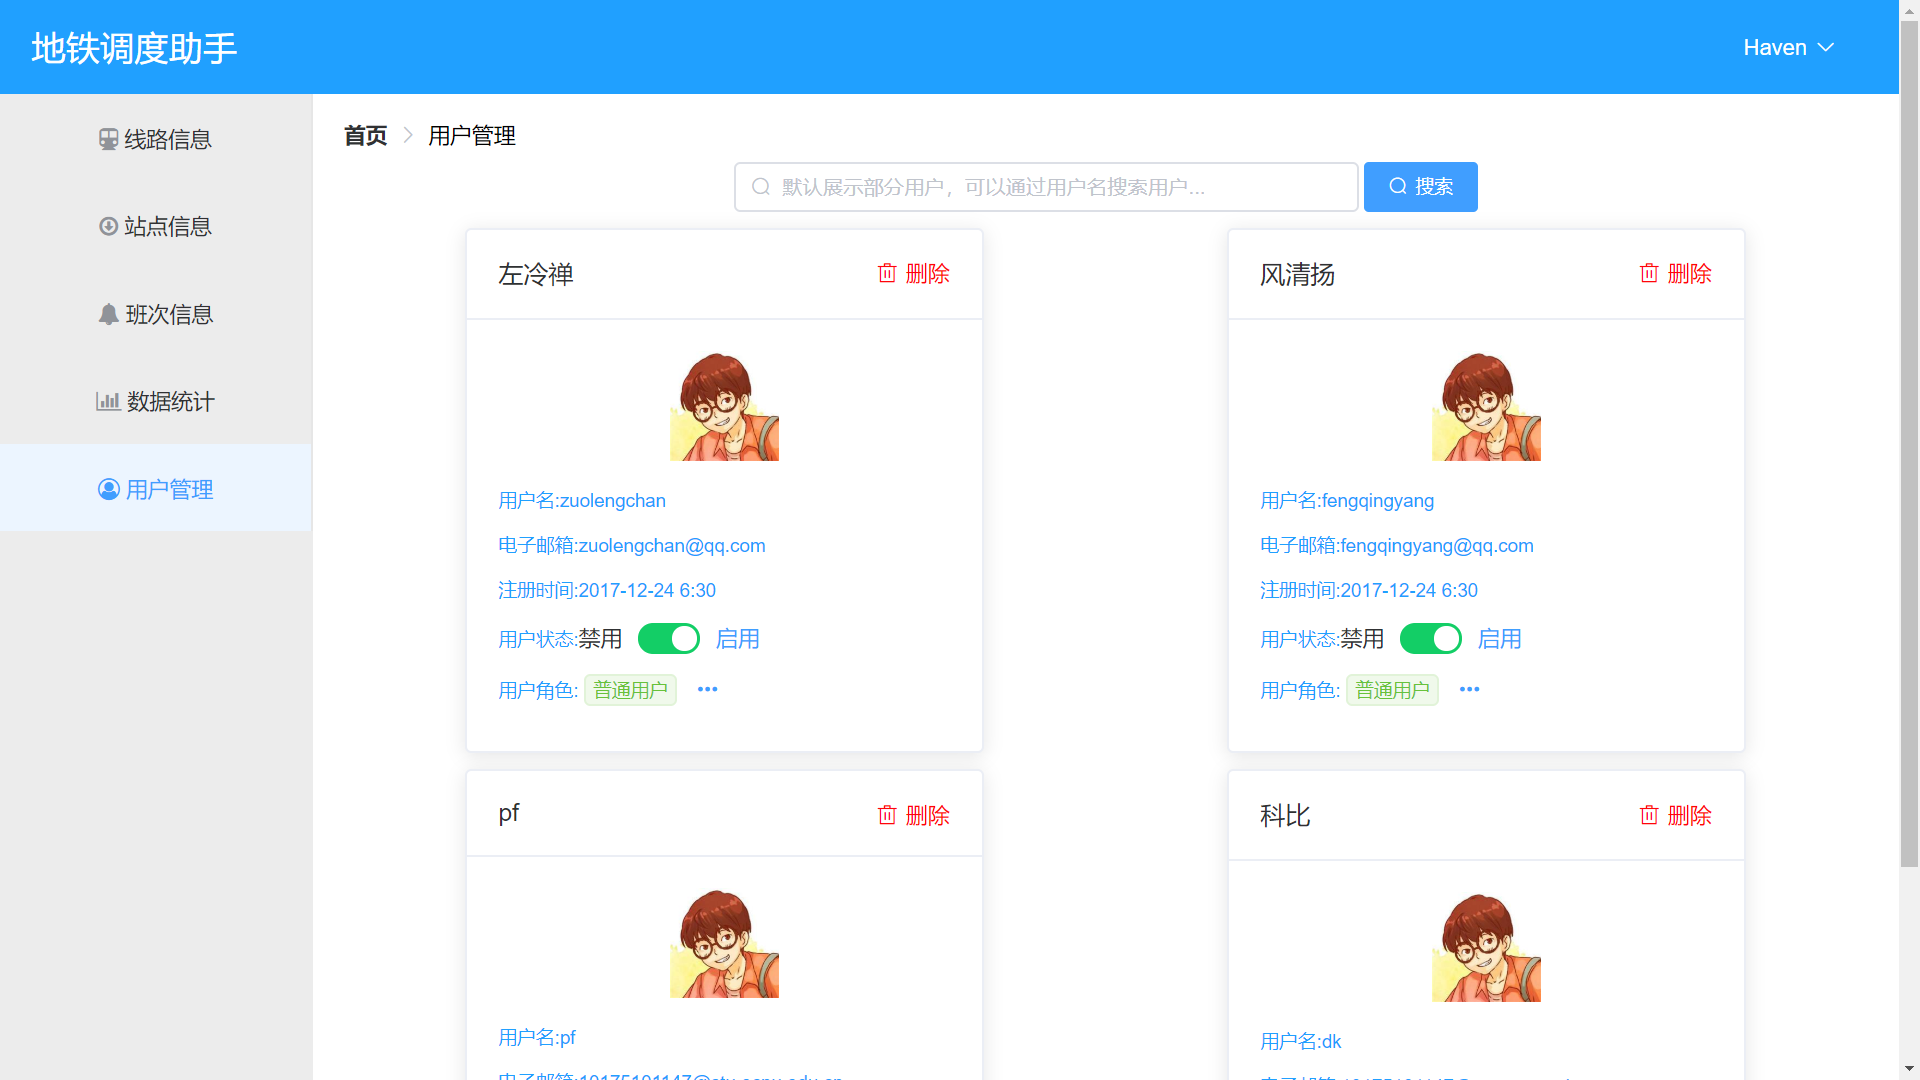 地铁调度助手
Haven
线路信息
站点信息
班次信息
数据统计
用户管理
首页 用户管理
默认展示部分用户，可以通过用户名搜索用户...
搜索
左冷禅 删除
用户名:zuolengchan
电子邮箱:zuolengchan@qq.com
注册时间:2017-12-24 6:30
用户状态:禁用 启用
用户角色: 普通用户
风清扬 删除
用户名:fengqingyang
电子邮箱:fengqingyang@qq.com
注册时间:2017-12-24 6:30
用户状态:禁用 启用
用户角色: 普通用户
pf 删除
用户名:pf
科比 删除
用户名:dk